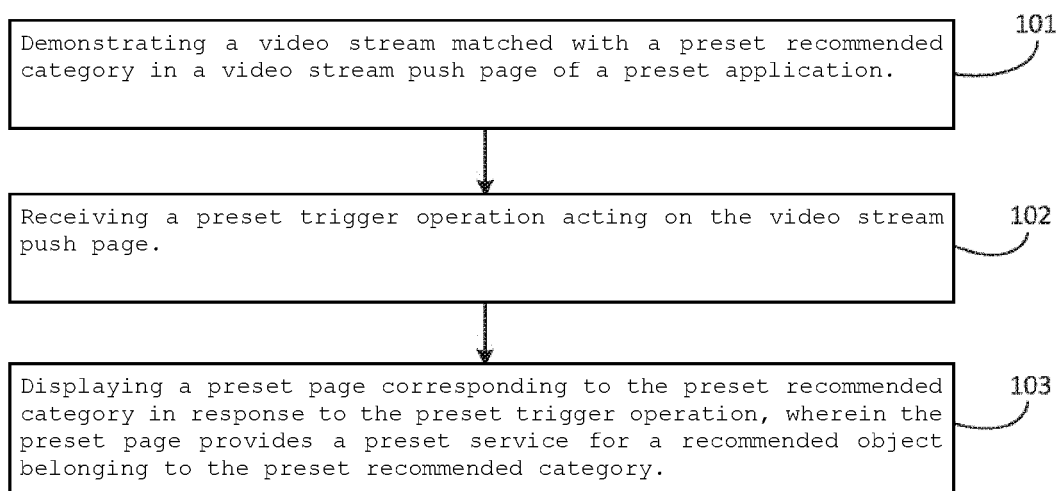 101
Demonstrating a video stream matched with a preset recommended
category in a video stream push page of a preset application.
102
Receiving a preset trigger operation acting on the video stream
push page.
103
Displaying a preset page corresponding to the preset recommended
category in response to the preset trigger operation, wherein the
preset page provides a preset service for a recommended object
belonging to the preset recommended category.